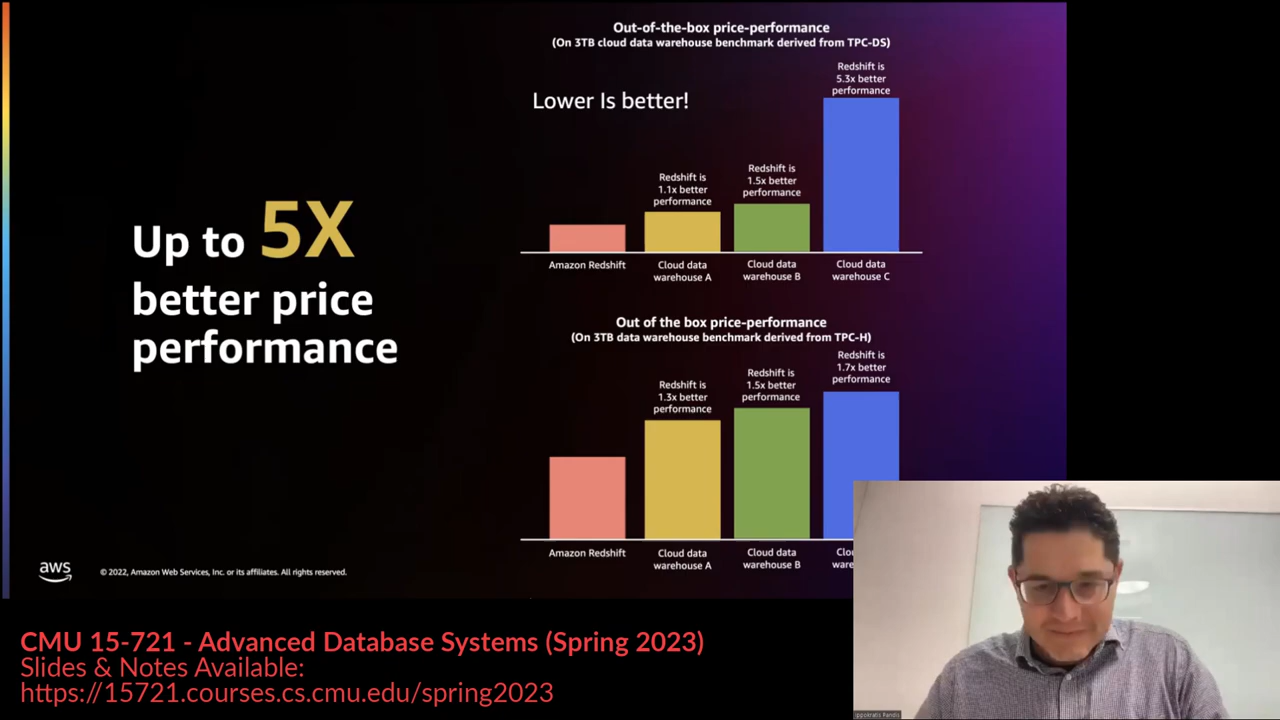 Out-of-the-box price-performance
(On 3TB cloud data warehouse benchmark derived from TPC-DS)
Lower Is better!
Redshift is
5.3x better
performance
Redshift is
1.5x better
performance
Redshift is
1.1x better
performance
Amazon Redshift
Cloud data
warehouse A
Cloud data
warehouse B
Cloud data
warehouse C
Up to 5X
better price
performance
Out of the box price-performance
(On 3TB data warehouse benchmark derived from TPC-H)
Redshift is
1.7x better
performance
Redshift is
1.5x better
performance
Redshift is
1.3x better
performance
Amazon Redshift
Cloud data
warehouse A
Cloud data
warehouse B
aws
© 2022, Amazon Web Services, Inc. or its affiliates. All rights reserved.
CMU 15-721 - Advanced Database Systems (Spring 2023)
Slides & Notes Available:
https://15721.courses.cs.cmu.edu/spring2023
Ippokratis Pandis